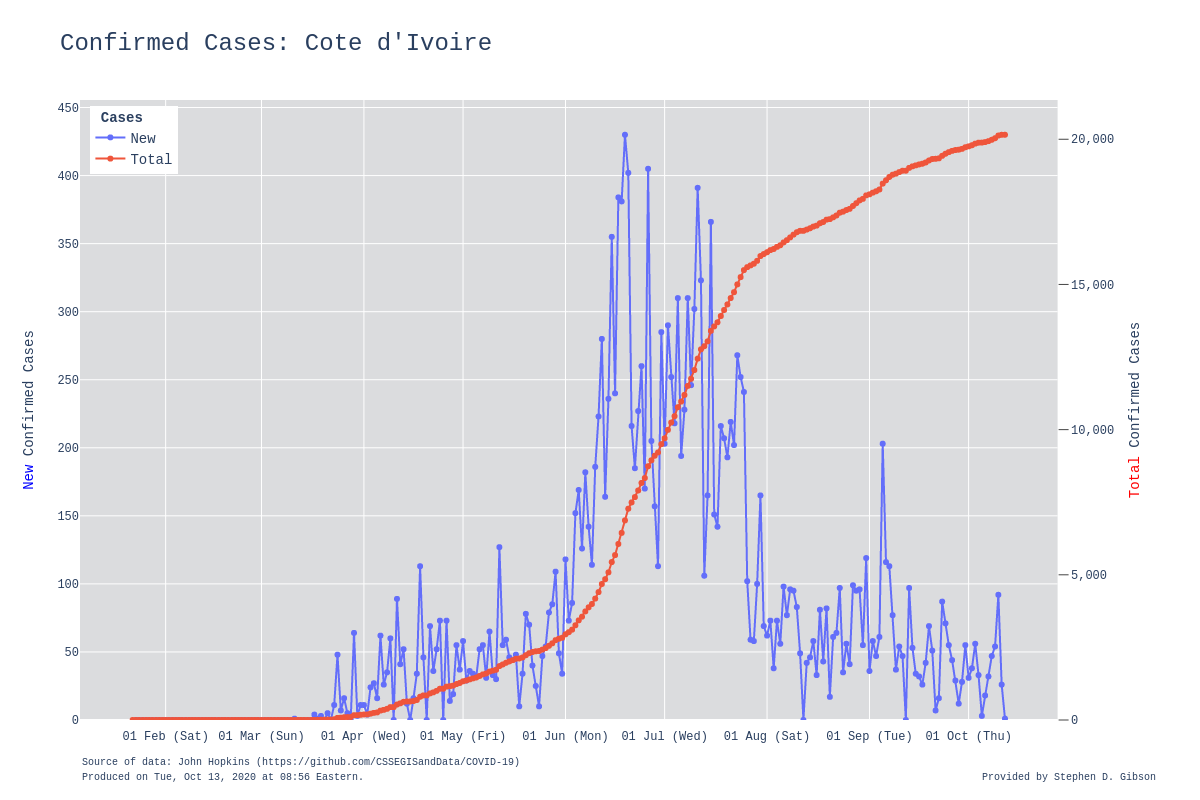 Confirmed Cases: Cote d'Ivoire
Cases
New
Total
450
400
350
300
250
200
150
100
50
0
20,000
15,000
10,000
5,000
0
New Confirmed Cases
Total Confirmed Cases
01 Feb (Sat) 01 Mar (Sun) 01 Apr (Wed) 01 May (Fri) 01 Jun (Mon) 01 Jul (Wed) 01 Aug (Sat) 01 Sep (Tue) 01 Oct (Thu)
Source of data: John Hopkins (https://github.com/CSSEGISandData/COVID-19)
Produced on Tue, Oct 13, 2020 at 08:56 Eastern.
Provided by Stephen D. Gibson